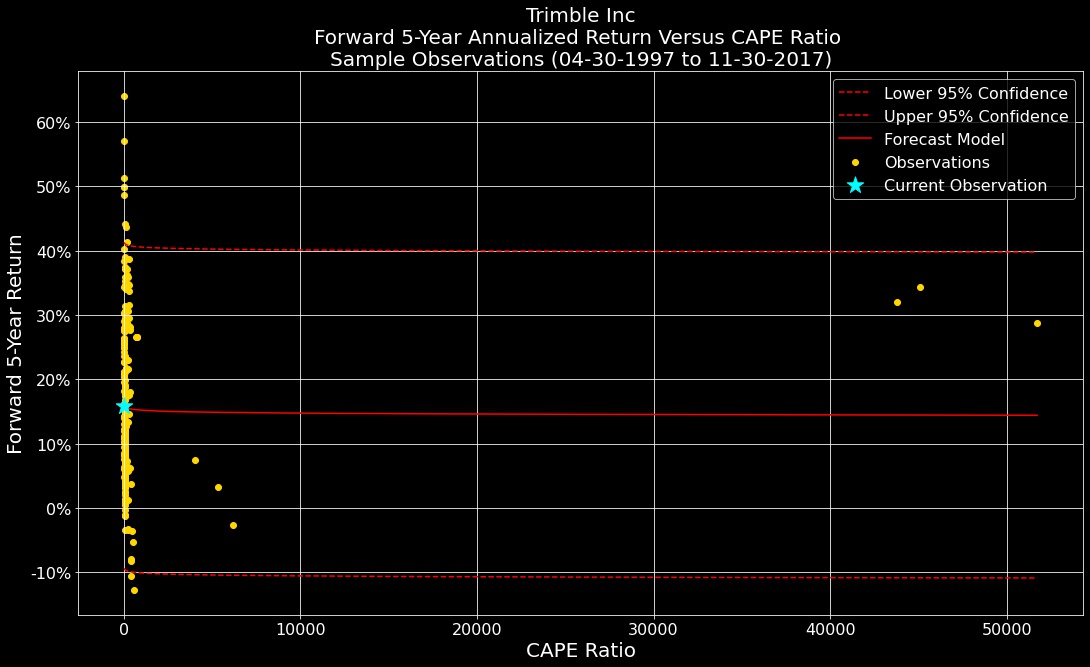 Trimble Inc
Forward 5-Year Annualized Return Versus CAPE Ratio
Sample Observations (04-30-1997 to 11-30-2017)
Lower 95% Confidence
Upper 95% Confidence
Forecast Model
Observations
Current Observation
Forward 5-Year Return
60%
50%
40%
30%
20%
10%
0%
-10%
0
10000
20000
30000
40000
50000
CAPE Ratio